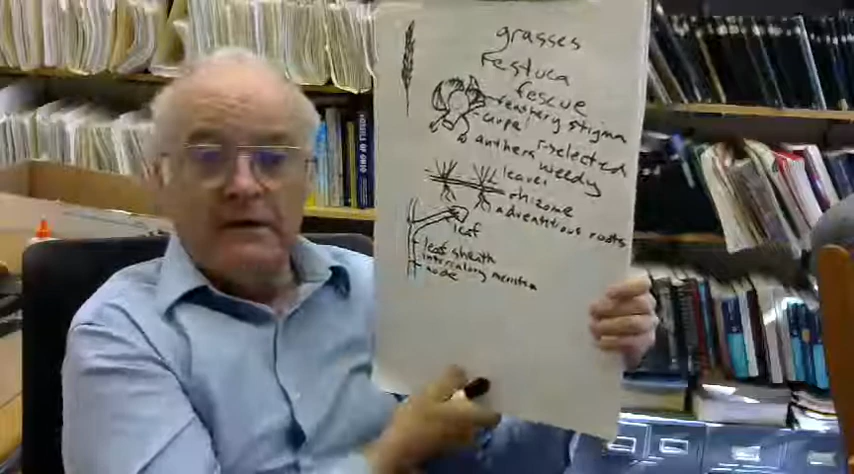 grasses
Festuca
fescue
feathery stigma
carpel
r-selected
anthers
weedy
leaves
rhizome
adventitious roots
leaf
leaf sheath
intercalary meristem
node